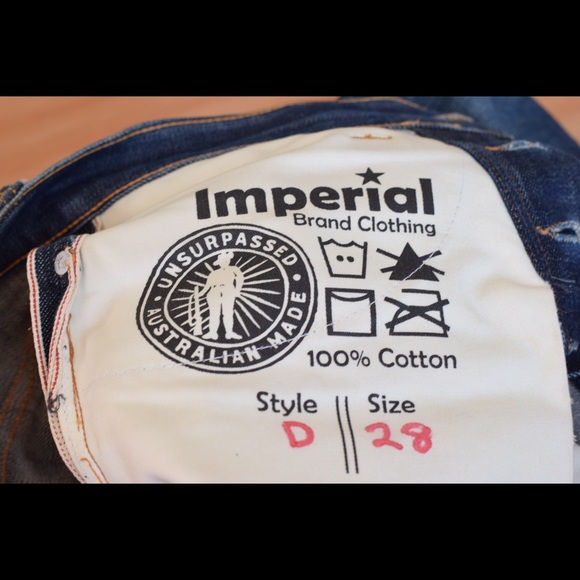 Imperial
Brand Clothing
UNSURPASSED
AUSTRALIAN MADE
100% Cotton
Style Size
D 28